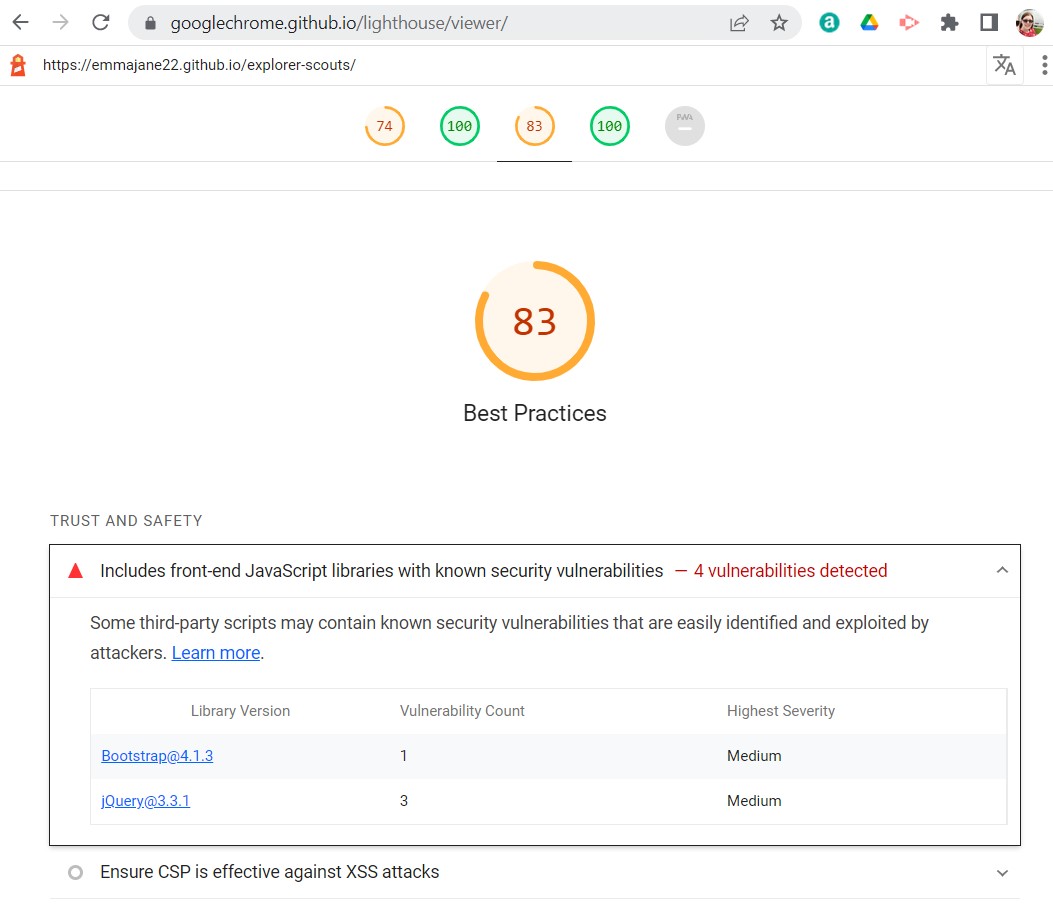 googlechrome.github.io/lighthouse/viewer/
https://emmajane22.github.io/explorer-scouts/
74 100 83 100 PWA
83
Best Practices
TRUST AND SAFETY
Includes front-end JavaScript libraries with known security vulnerabilities — 4 vulnerabilities detected
Some third-party scripts may contain known security vulnerabilities that are easily identified and exploited by
attackers. Learn more.
Library Version Vulnerability Count Highest Severity
Bootstrap@4.1.3 1 Medium
jQuery@3.3.1 3 Medium
Ensure CSP is effective against XSS attacks